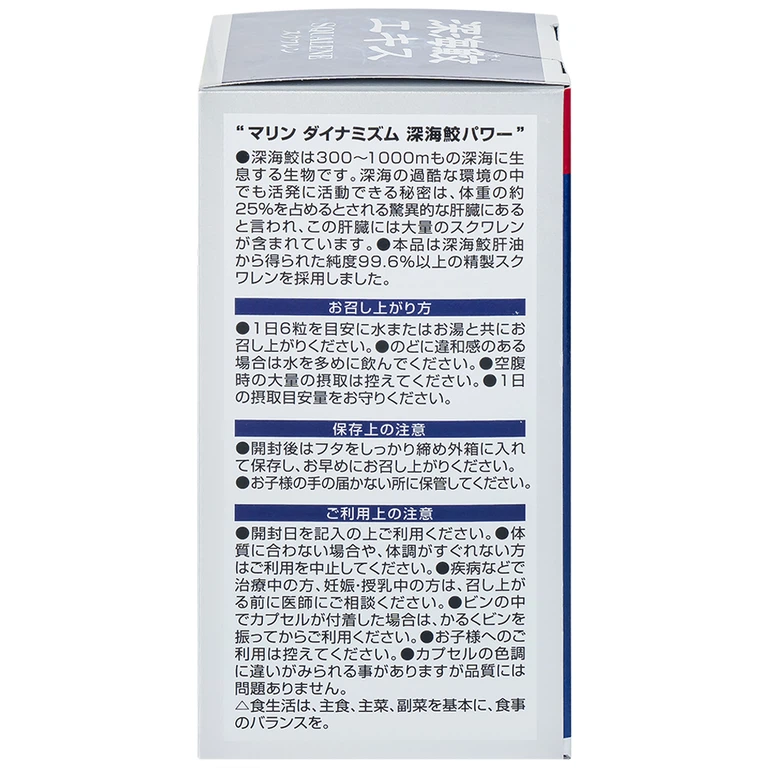 深海鮫
エキス
SQUALENE
スクワレン
“マリン ダイナミズム 深海鮫パワー”
●深海鮫は300〜1000mもの深海に生
息する生物です。深海の過酷な環境の中
でも活発に活動できる秘密は、体重の約
25%を占めるとされる驚異的な肝臓にある
と言われ、この肝臓には大量のスクワレン
が含まれています。●本品は深海鮫肝油
から得られた純度99.6%以上の精製スク
ワレンを採用しました。
お召し上がり方
●1日6粒を目安に水またはお湯と共にお
召し上がりください。●のどに違和感のある
場合は水を多めに飲んでください。●空腹
時の大量の摂取は控えてください。●1日
の摂取目安量をお守りください。
保存上の注意
●開封後はフタをしっかり締め外箱に入れ
て保存し、お早めにお召し上がりください。
●お子様の手の届かない所に保管してください。
ご利用上の注意
●開封日を記入の上ご利用ください。●体
質に合わない場合や、体調がすぐれない方
はご利用を中止してください。●疾病などで
治療中の方、妊娠・授乳中の方は、召し上が
る前に医師にご相談ください。●ビンの中
でカプセルが付着した場合は、かるくビンを
振ってからご利用ください。●お子様へのご
利用は控えてください。●カプセルの色調
に違いがみられる事がありますが品質には
問題ありません。
△食生活は、主食、主菜、副菜を基本に、食事
のバランスを。